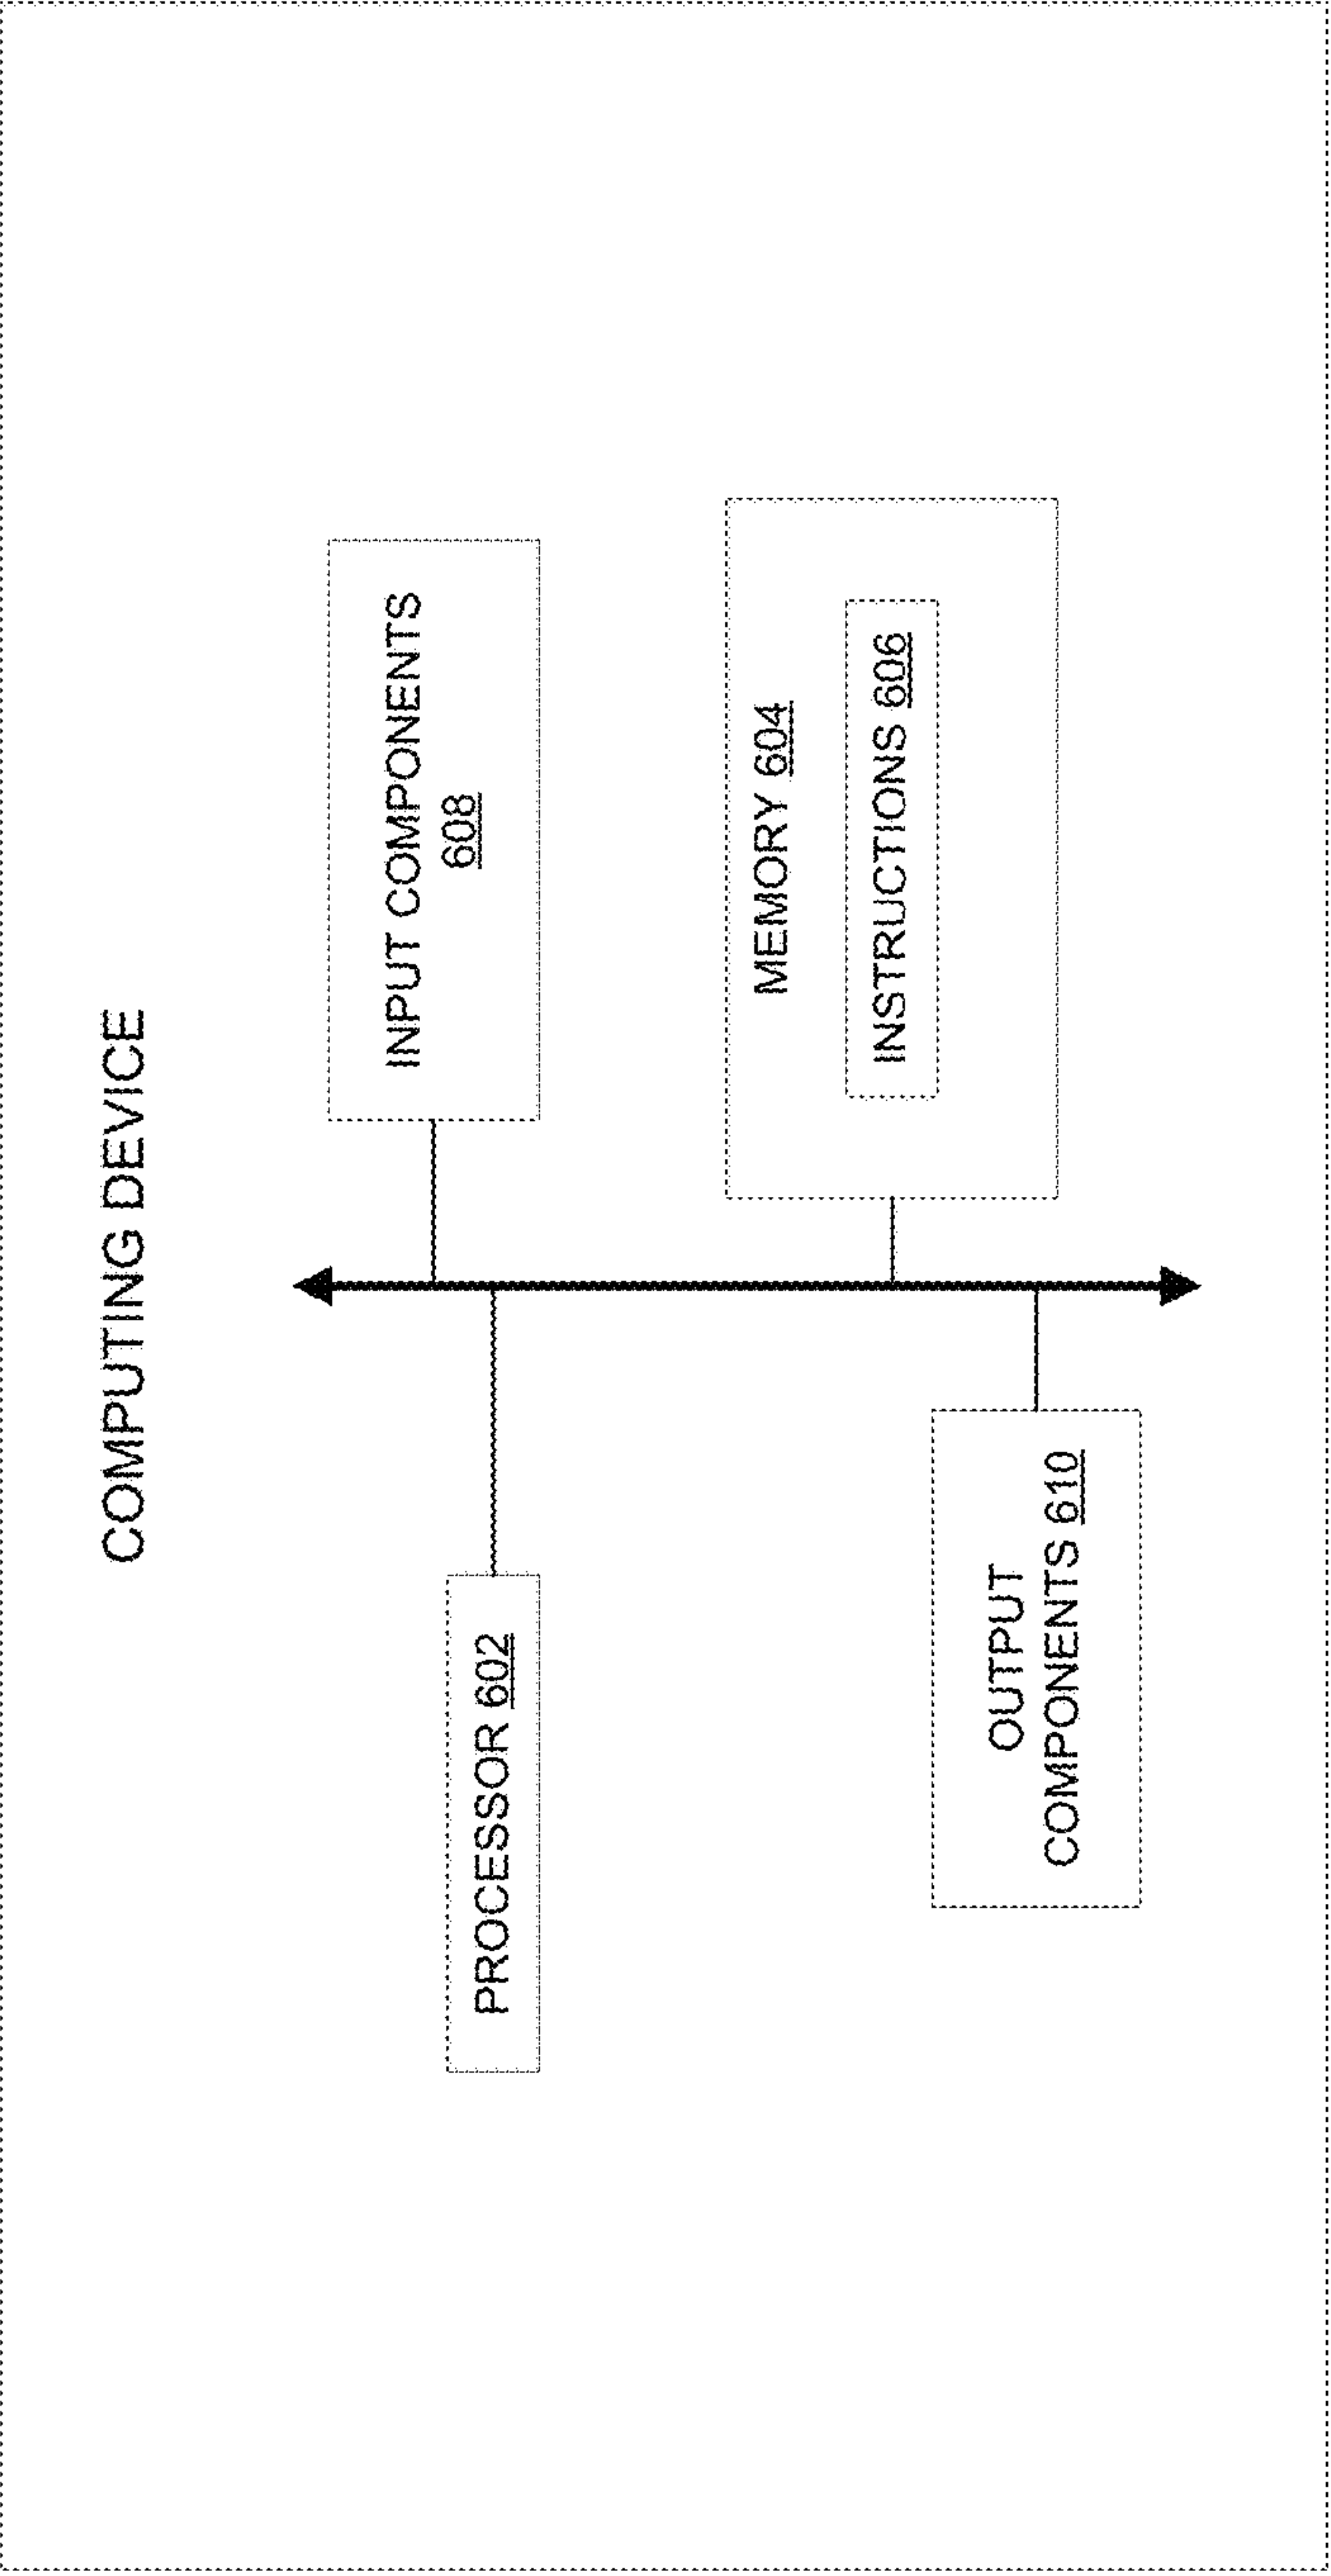 COMPUTING DEVICE
INPUT COMPONENTS
608
PROCESSOR 602
MEMORY 604
INSTRUCTIONS 606
OUTPUT
COMPONENTS 610